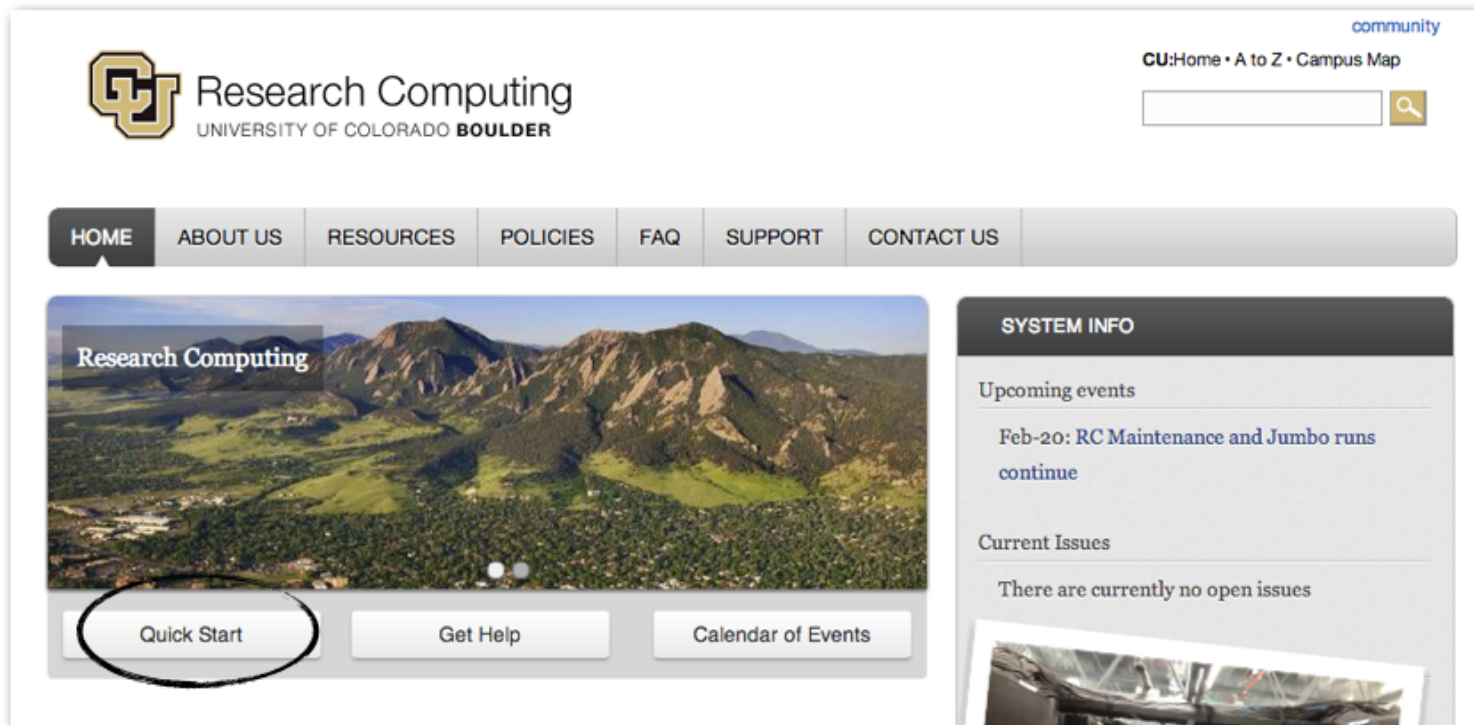 community
CU:Home • A to Z • Campus Map
CU
Research Computing
UNIVERSITY OF COLORADO BOULDER
HOME ABOUT US RESOURCES POLICIES FAQ SUPPORT CONTACT US
Research Computing
Quick Start Get Help Calendar of Events
SYSTEM INFO
Upcoming events
Feb-20: RC Maintenance and Jumbo runs
continue
Current Issues
There are currently no open issues